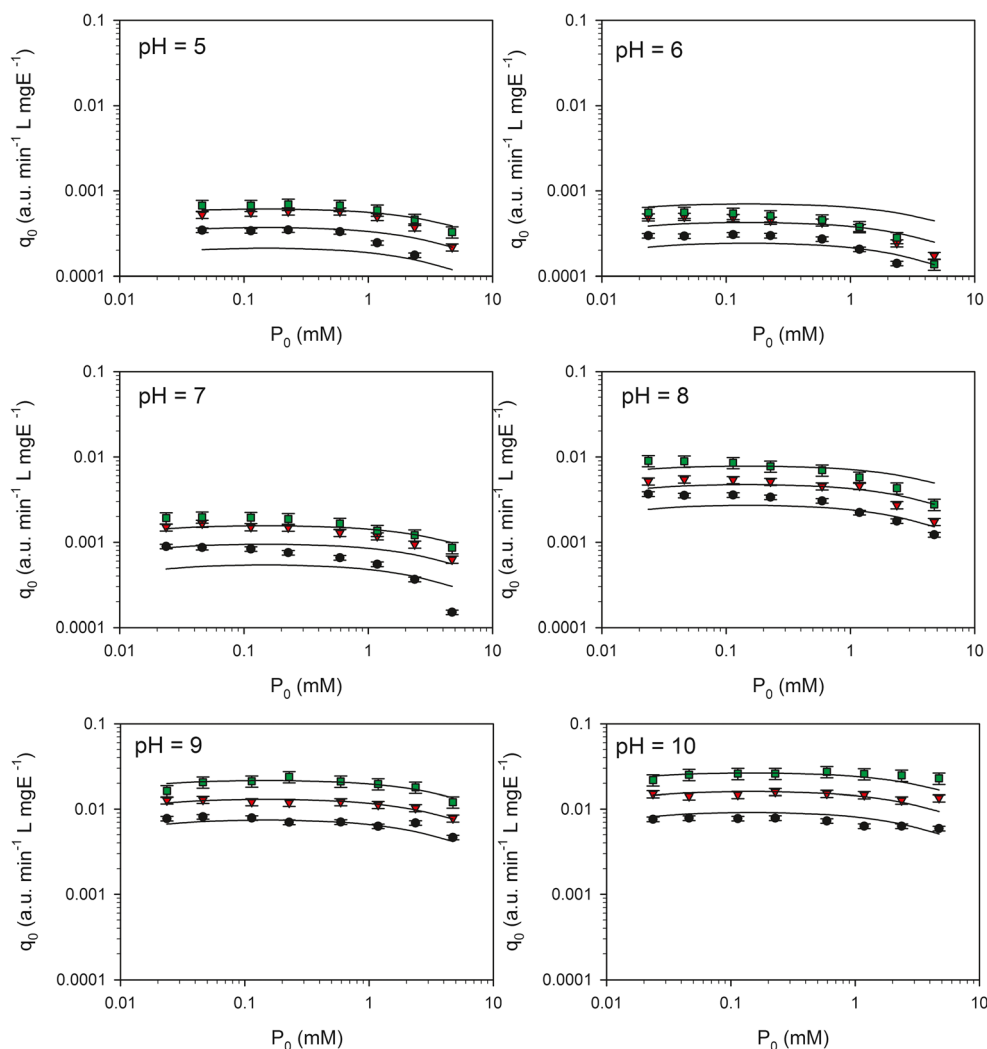 0.1
pH = 5
0.01
0.001
0.0001
q0 (a.u. min-1 L mgE-1)
0.01 0.1 1 10
P0 (mM)
0.1
pH = 6
0.01
0.001
0.0001
q0 (a.u. min-1 L mgE-1)
0.01 0.1 1 10
P0 (mM)
0.1
pH = 7
0.01
0.001
0.0001
q0 (a.u. min-1 L mgE-1)
0.01 0.1 1 10
P0 (mM)
0.1
pH = 8
0.01
0.001
0.0001
q0 (a.u. min-1 L mgE-1)
0.01 0.1 1 10
P0 (mM)
0.1
pH = 9
0.01
0.001
0.0001
q0 (a.u. min-1 L mgE-1)
0.01 0.1 1 10
P0 (mM)
0.1
pH = 10
0.01
0.001
0.0001
q0 (a.u. min-1 L mgE-1)
0.01 0.1 1 10
P0 (mM)